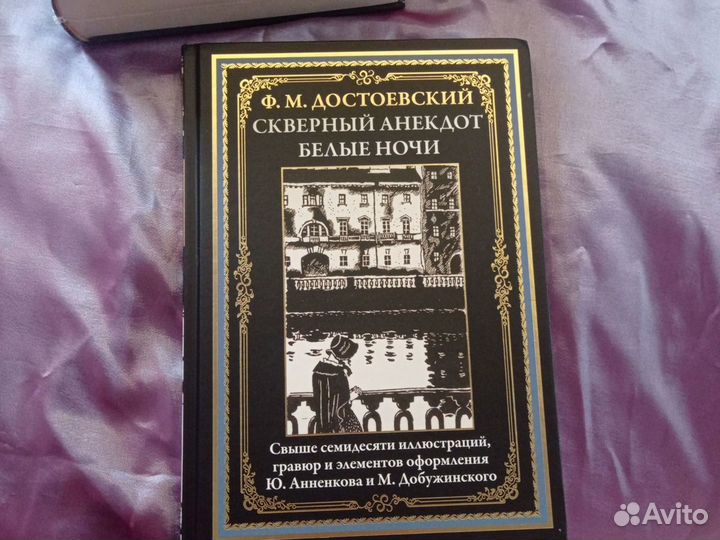 Ф. М. ДОСТОЕВСКИЙ
СКВЕРНЫЙ АНЕКДОТ
БЕЛЫЕ НОЧИ
Свыше семидесяти иллюстраций,
гравюр и элементов оформления
Ю. Анненкова и М. Добужинского
Avito